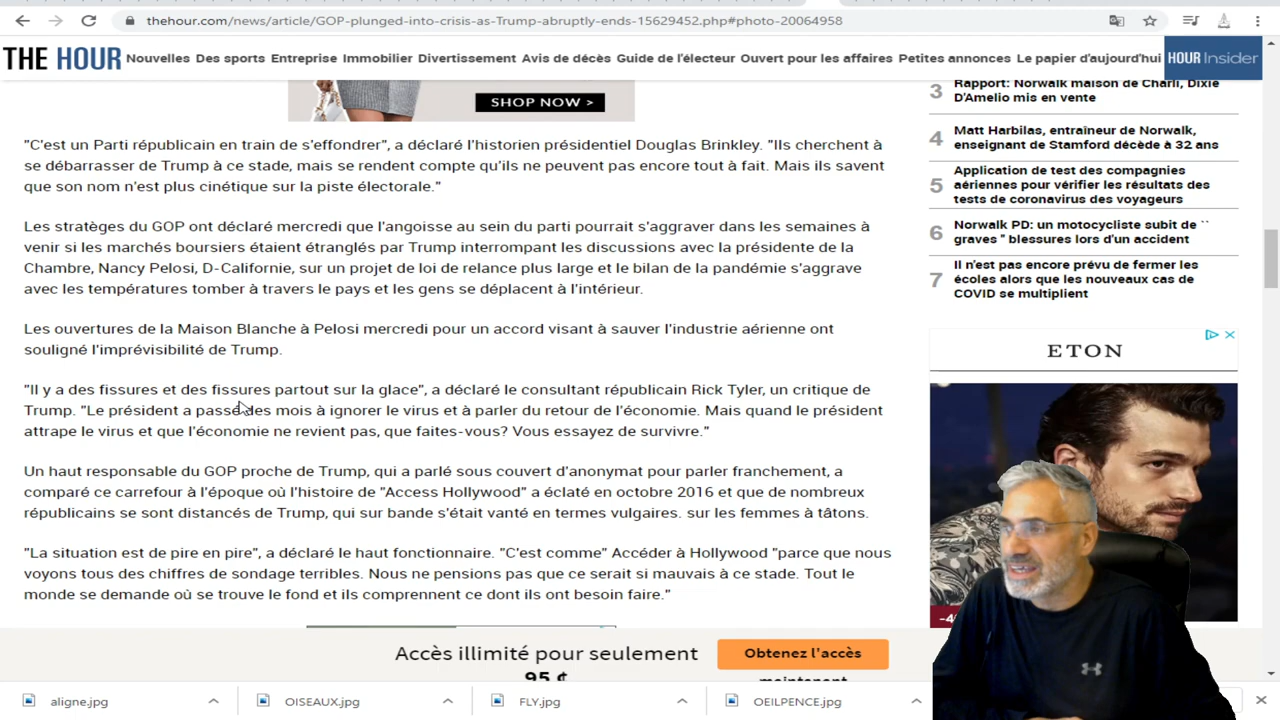 thehour.com/news/article/GOP-plunged-into-crisis-as-Trump-abruptly-ends-15629452.php#photo-20064958
THE HOUR Nouvelles Des sports Entreprise Immobilier Divertissement Avis de décès Guide de l'électeur Ouvert pour les affaires Petites annonces Le papier d'aujourd'hui HOUR Insider
SHOP NOW >
"C'est un Parti républicain en train de s'effondrer", a déclaré l'historien présidentiel Douglas Brinkley. "Ils cherchent à
se débarrasser de Trump à ce stade, mais se rendent compte qu'ils ne peuvent pas encore tout à fait. Mais ils savent
que son nom n'est plus cinétique sur la piste électorale."
Les stratèges du GOP ont déclaré mercredi que l'angoisse au sein du parti pourrait s'aggraver dans les semaines à
venir si les marchés boursiers étaient étranglés par Trump interrompant les discussions avec la présidente de la
Chambre, Nancy Pelosi, D-Californie, sur un projet de loi de relance plus large et le bilan de la pandémie s'aggrave
avec les températures tomber à travers le pays et les gens se déplacent à l'intérieur.
Les ouvertures de la Maison Blanche à Pelosi mercredi pour un accord visant à sauver l'industrie aérienne ont
souligné l'imprévisibilité de Trump.
"Il y a des fissures et des fissures partout sur la glace", a déclaré le consultant républicain Rick Tyler, un critique de
Trump. "Le président a passé des mois à ignorer le virus et à parler du retour de l'économie. Mais quand le président
attrape le virus et que l'économie ne revient pas, que faites-vous? Vous essayez de survivre."
Un haut responsable du GOP proche de Trump, qui a parlé sous couvert d'anonymat pour parler franchement, a
comparé ce carrefour à l'époque où l'histoire de "Access Hollywood" a éclaté en octobre 2016 et que de nombreux
républicains se sont distancés de Trump, qui sur bande s'était vanté en termes vulgaires. sur les femmes à tâtons.
"La situation est de pire en pire", a déclaré le haut fonctionnaire. "C'est comme" Accéder à Hollywood "parce que nous
voyons tous des chiffres de sondage terribles. Nous ne pensions pas que ce serait si mauvais à ce stade. Tout le
monde se demande où se trouve le fond et ils comprennent ce dont ils ont besoin faire."
3 Rapport: Norwalk maison de Charli, Dixie
D'Amelio mis en vente
4 Matt Harbilas, entraîneur de Norwalk,
enseignant de Stamford décède à 32 ans
5 Application de test des compagnies
aériennes pour vérifier les résultats des
tests de coronavirus des voyageurs
6 Norwalk PD: un motocycliste subit de ``
graves '' blessures lors d'un accident
7 Il n'est pas encore prévu de fermer les
écoles alors que les nouveaux cas de
COVID se multiplient
ETON
Accès illimité pour seulement
95 ¢
Obtenez l'accès
maintenant
aligne.jpg OISEAUX.jpg FLY.jpg OEILPENCE.jpg